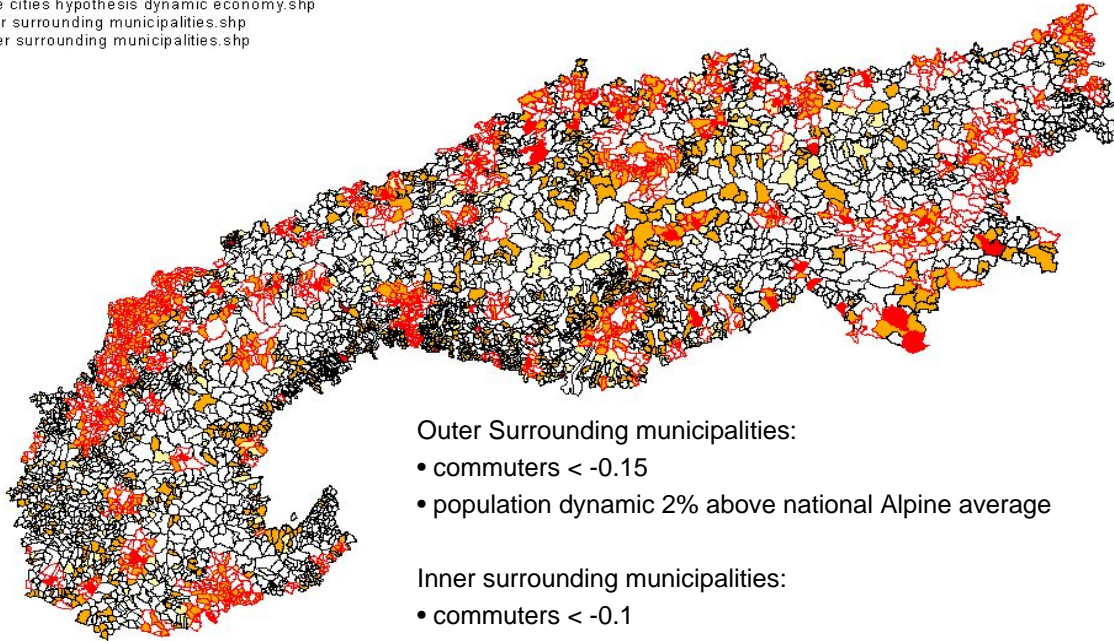 cities hypothesis dynamic economy.shp
surrounding municipalities.shp
surrounding municipalities.shp
Outer Surrounding municipalities:
• commuters < -0.15
• population dynamic 2% above national Alpine average
Inner surrounding municipalities:
• commuters < -0.1